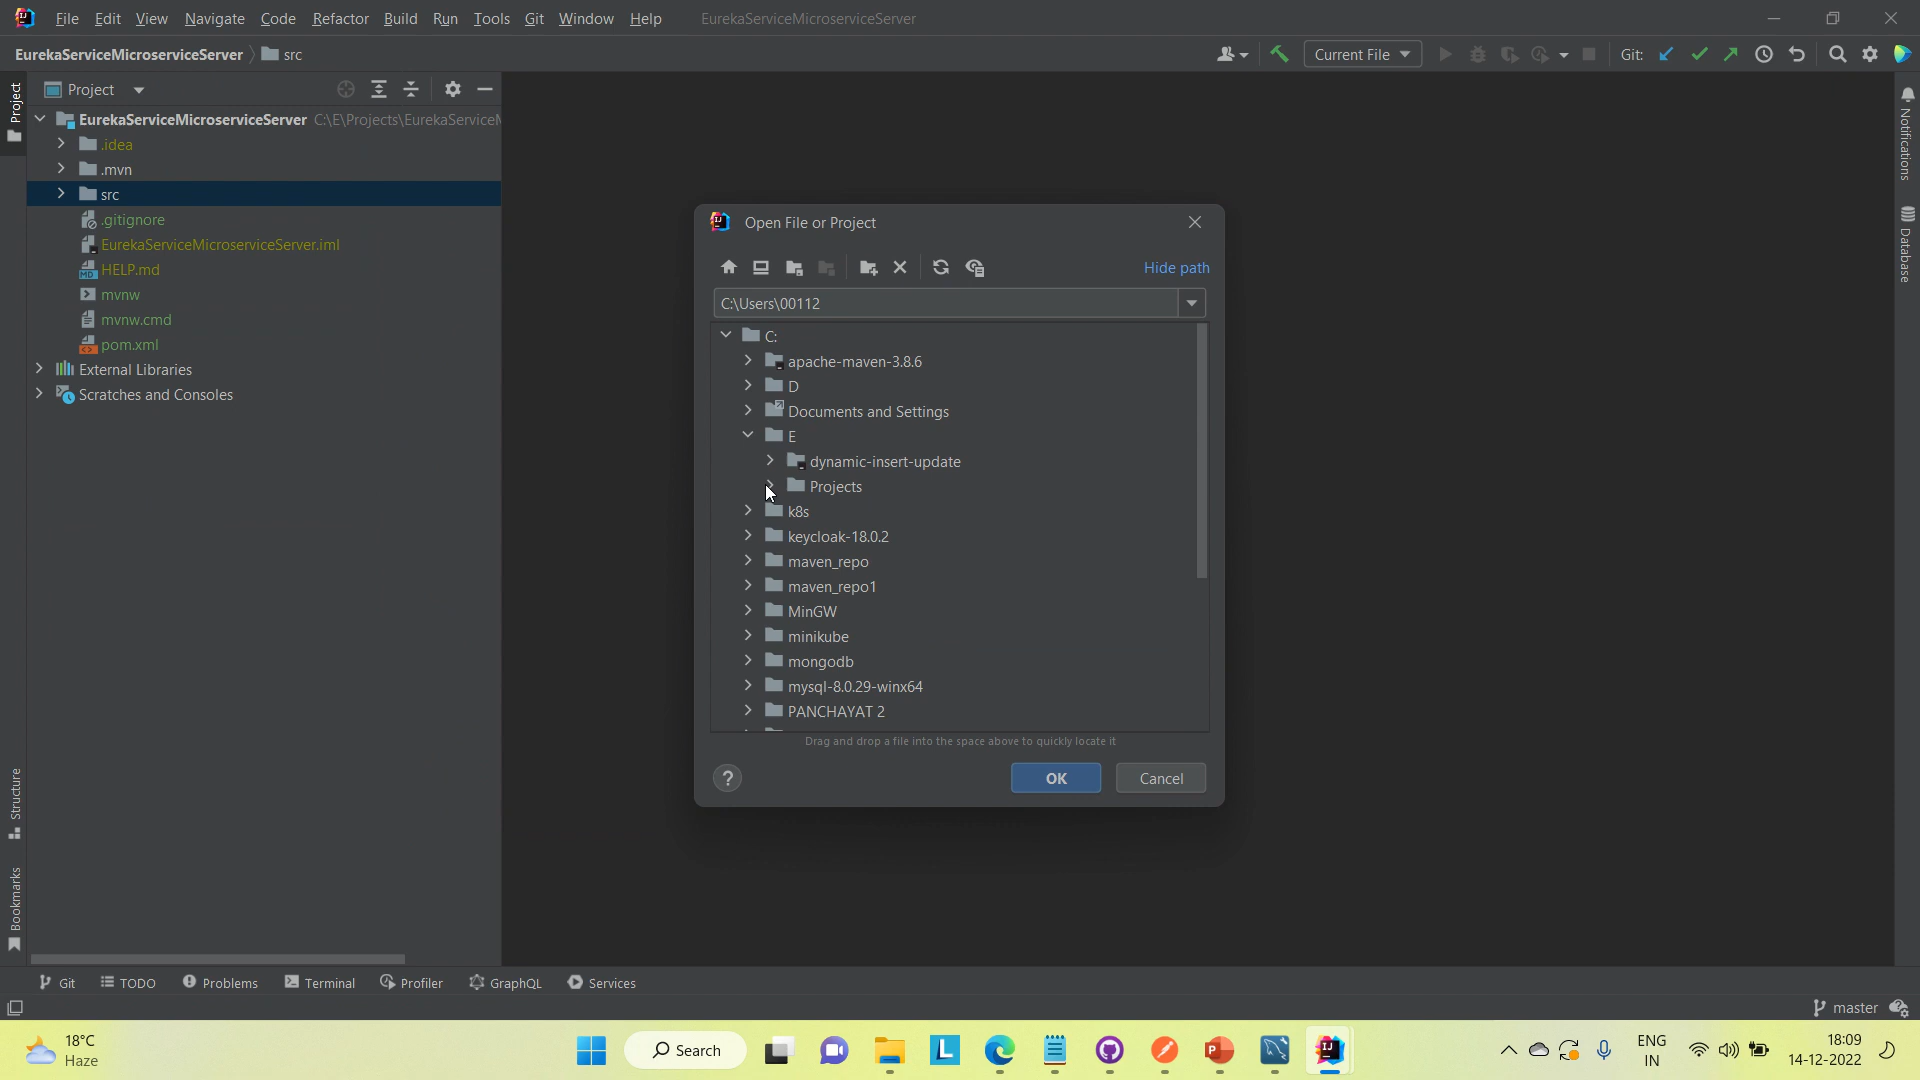 File Edit View Navigate Code Refactor Build Run Tools Git Window Help EurekaServiceMicroserviceServer
EurekaServiceMicroserviceServer src
Current File
Git:
Project
Project
EurekaServiceMicroserviceServer C:\E\Projects\EurekaService
.idea
.mvn
src
.gitignore
EurekaServiceMicroserviceServer.iml
HELP.md
mvnw
mvnw.cmd
pom.xml
External Libraries
Scratches and Consoles
Structure
Bookmarks
Open File or Project
Hide path
C:\Users\00112
C:
apache-maven-3.8.6
D
Documents and Settings
E
dynamic-insert-update
Projects
k8s
keycloak-18.0.2
maven_repo
maven_repo1
MinGW
minikube
mongodb
mysql-8.0.29-winx64
PANCHAYAT 2
Drag and drop a file into the space above to quickly locate it
?
OK
Cancel
Notifications
Database
Git TODO Problems Terminal Profiler GraphQL Services
master
18°C
Haze
Search
ENG
IN
18:09
14-12-2022